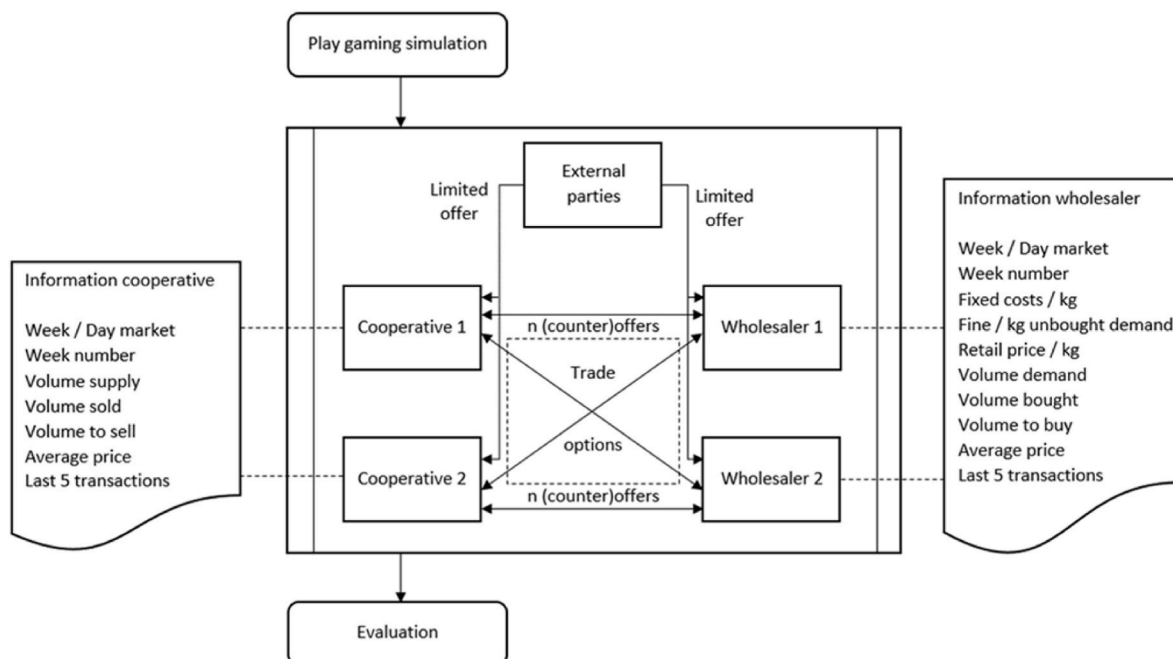 Play gaming simulation
External
parties
Limited
offer
Limited
offer
Information cooperative
Week / Day market
Week number
Volume supply
Volume sold
Volume to sell
Average price
Last 5 transactions
Cooperative 1
n (counter)offers
Wholesaler 1
Trade
options
Cooperative 2
n (counter)offers
Wholesaler 2
Information wholesaler
Week / Day market
Week number
Fixed costs / kg
Fine / kg unbought demand
Retail price / kg
Volume demand
Volume bought
Volume to buy
Average price
Last 5 transactions
Evaluation